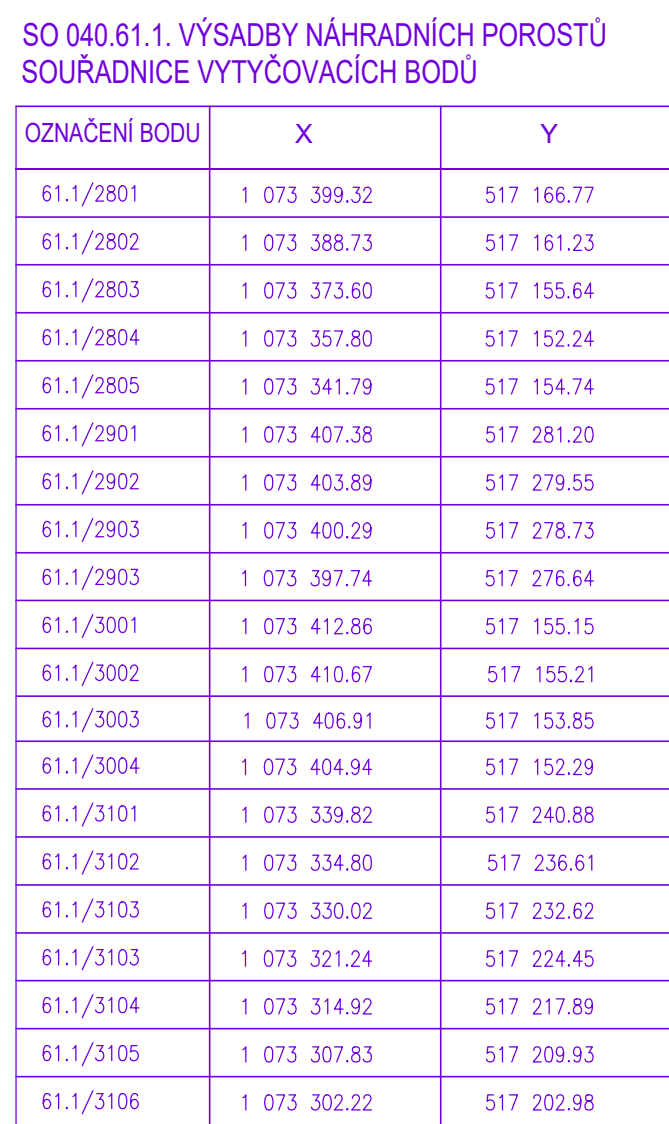 SO 040.61.1. VÝSADBY NÁHRADNÍCH POROSTŮ
SOUŘADNICE VYTYČOVACÍCH BODŮ
OZNAČENÍ BODU X Y
61.1/2801 1 073 399.32 517 166.77
61.1/2802 1 073 388.73 517 161.23
61.1/2803 1 073 373.60 517 155.64
61.1/2804 1 073 357.80 517 152.24
61.1/2805 1 073 341.79 517 154.74
61.1/2901 1 073 407.38 517 281.20
61.1/2902 1 073 403.89 517 279.55
61.1/2903 1 073 400.29 517 278.73
61.1/2903 1 073 397.74 517 276.64
61.1/3001 1 073 412.86 517 155.15
61.1/3002 1 073 410.67 517 155.21
61.1/3003 1 073 406.91 517 153.85
61.1/3004 1 073 404.94 517 152.29
61.1/3101 1 073 339.82 517 240.88
61.1/3102 1 073 334.80 517 236.61
61.1/3103 1 073 330.02 517 232.62
61.1/3103 1 073 321.24 517 224.45
61.1/3104 1 073 314.92 517 217.89
61.1/3105 1 073 307.83 517 209.93
61.1/3106 1 073 302.22 517 202.98